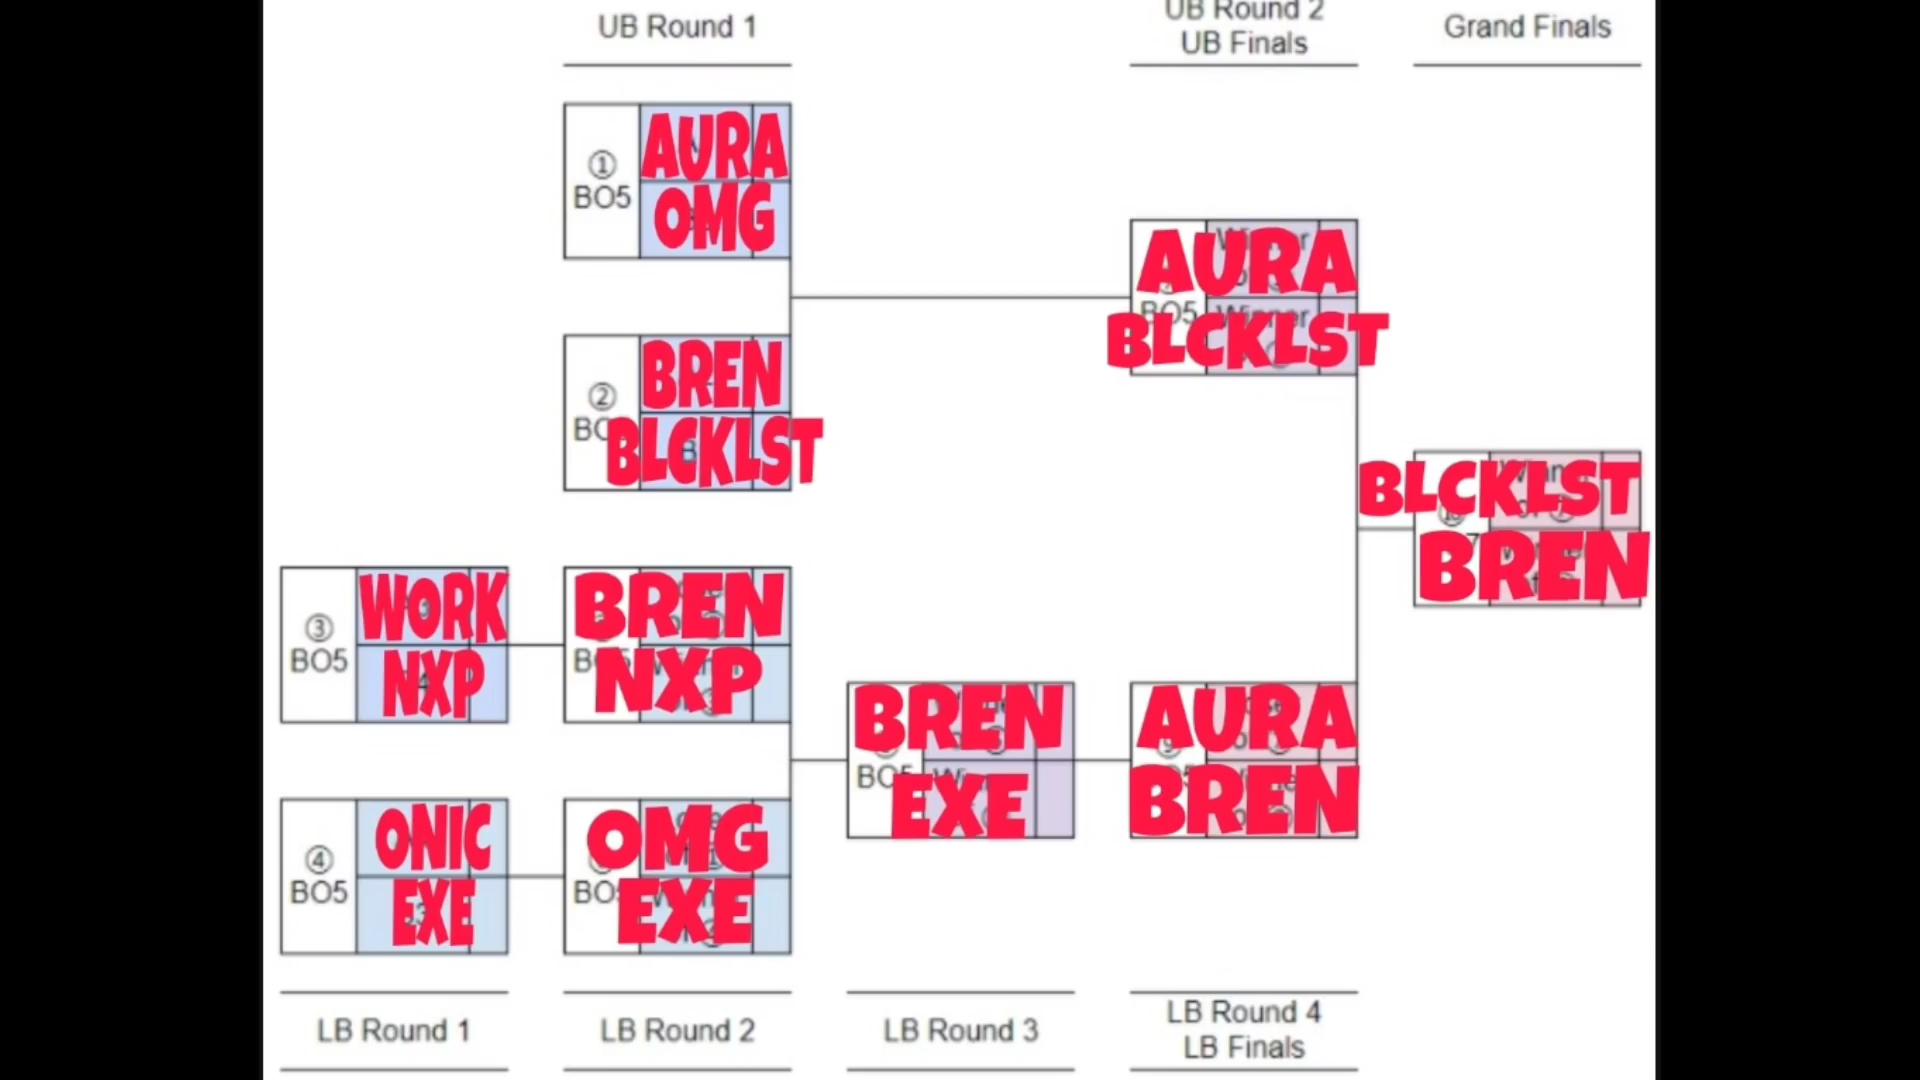 UB Round 1
UB Round 2
UB Finals
Grand Finals
①
BO5
AURA
OMG
②
BREN
BLCKLST
AURA
BLCKLST
BO5
BLCKLST
BREN
③
BO5
WORK
NXP
BREN
NXP
④
BO5
ONIC
EXE
OMG
EXE
BREN
EXE
AURA
BREN
LB Round 1
LB Round 2
LB Round 3
LB Round 4
LB Finals